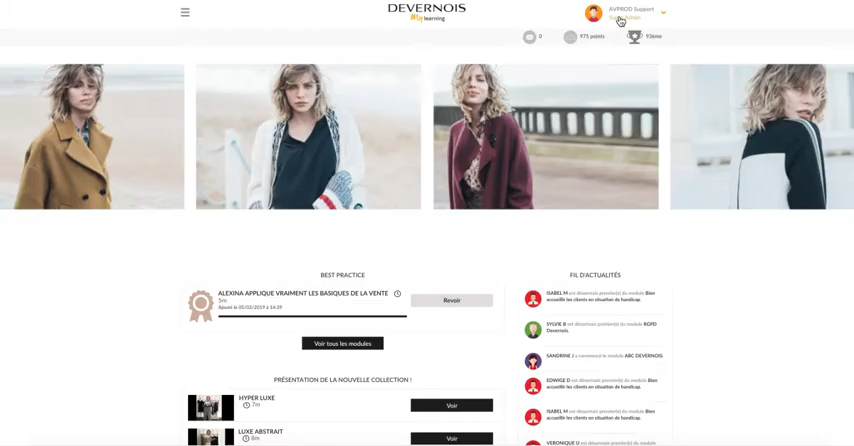 DEVERNOIS
My learning
AVPROD Support
Super Admin
0
975 points
93ème
BEST PRACTICE
ALEXINA APPLIQUE VRAIMENT LES BASIQUES DE LA VENTE
5m
Ajouté le 05/02/2019 à 14:39
Revoir
Voir tous les modules
PRÉSENTATION DE LA NOUVELLE COLLECTION !
HYPER LUXE
7m
Voir
LUXE ABSTRAIT
8m
Voir
FIL D'ACTUALITÉS
ISABEL M est désormais premier(e) du module Bien
accueillir les clients en situation de handicap.
SYLVIE B est désormais premier(e) du module RGPD
Devernois.
SANDRINE J a commencé le module ABC DEVERNOIS.
EDWIGE D est désormais premier(e) du module Bien
accueillir les clients en situation de handicap.
ISABEL M est désormais premier(e) du module Bien
accueillir les clients en situation de handicap.
VERONIQUE U est désormais premier(e) du module